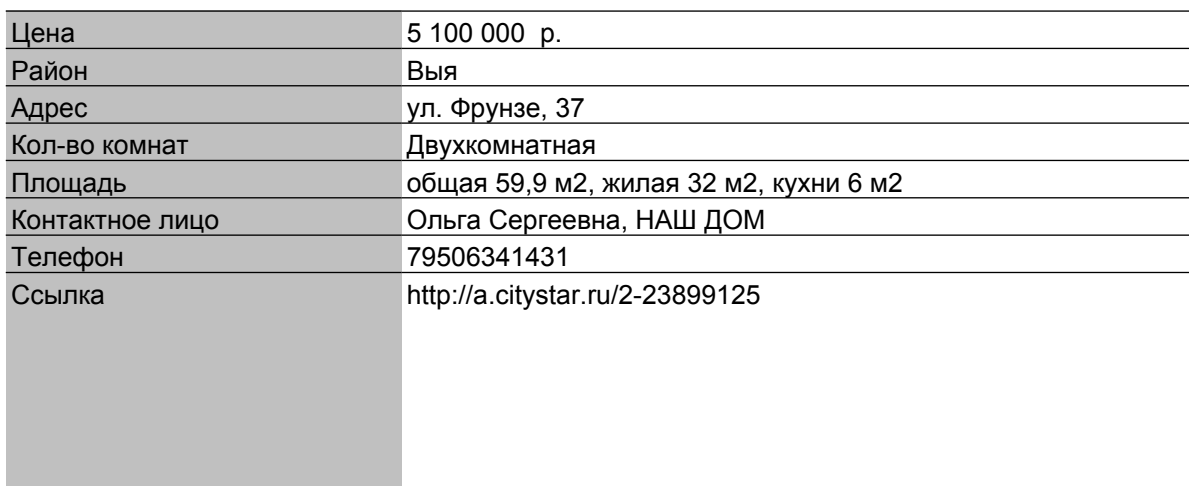 Цена 5 100 000 р.
Район Выя
Адрес ул. Фрунзе, 37
Кол-во комнат Двухкомнатная
Площадь общая 59,9 м2, жилая 32 м2, кухни 6 м2
Контактное лицо Ольга Сергеевна, НАШ ДОМ
Телефон 79506341431
Ссылка http://a.citystar.ru/2-23899125